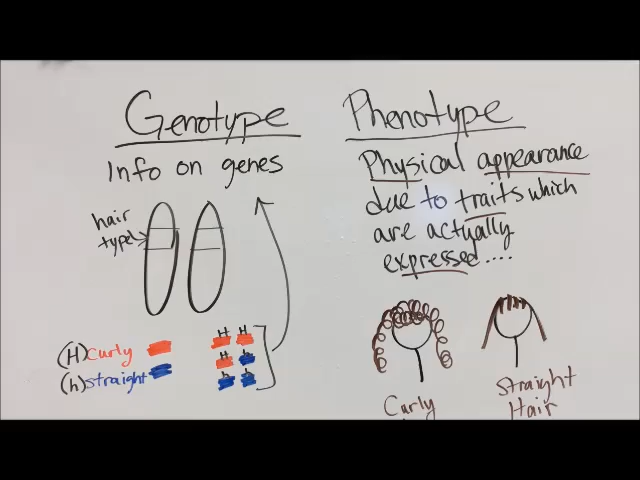 Genotype
Info on genes
hair
type
H H
H h
h h
(H) curly
(h) straight
Phenotype
Physical appearance
due to traits which
are actually
expressed....
Curly
Straight
Hair